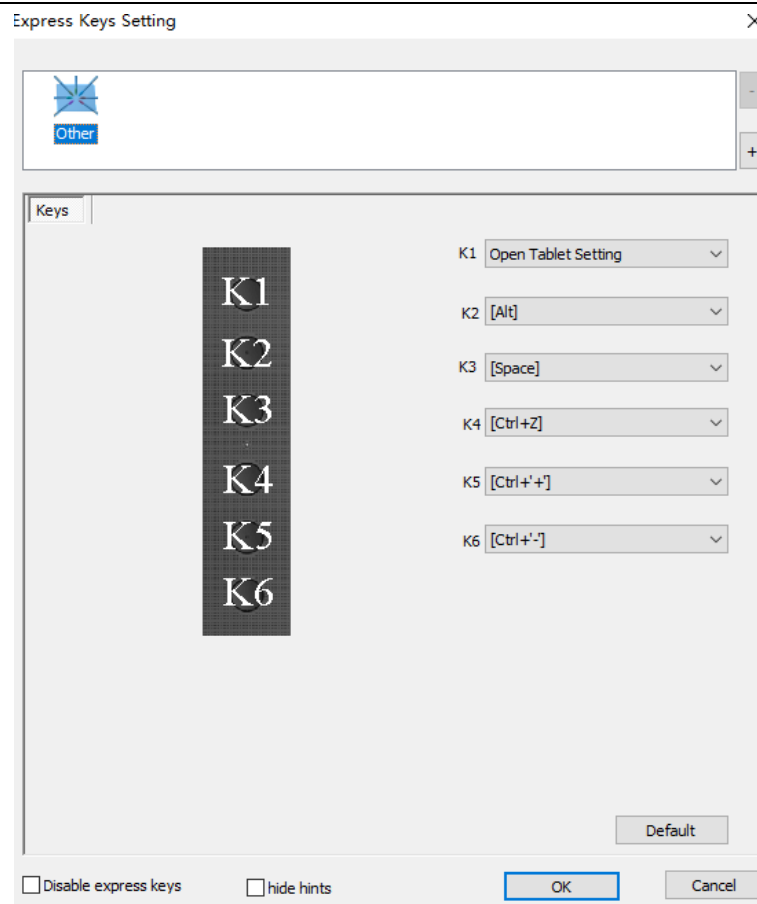 Express Keys Setting
Other
-
+
Keys
K1
K2
K3
K4
K5
K6
K1 Open Tablet Setting
K2 [Alt]
K3 [Space]
K4 [Ctrl+Z]
K5 [Ctrl+'+']
K6 [Ctrl+'-']
Default
Disable express keys
hide hints
OK
Cancel